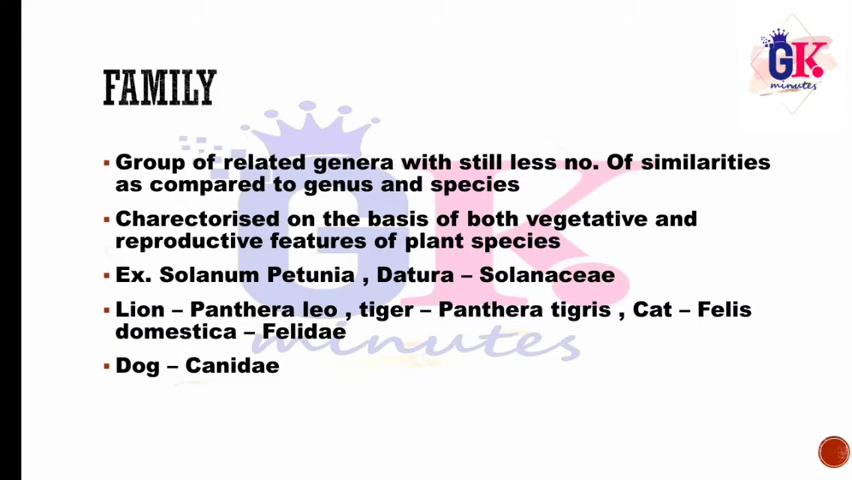 GK
minutes
FAMILY
▪ Group of related genera with still less no. Of similarities
as compared to genus and species
▪ Charectorised on the basis of both vegetative and
reproductive features of plant species
▪ Ex. Solanum Petunia , Datura – Solanaceae
▪ Lion – Panthera leo , tiger – Panthera tigris , Cat – Felis
domestica – Felidae
▪ Dog – Canidae
GK
minutes